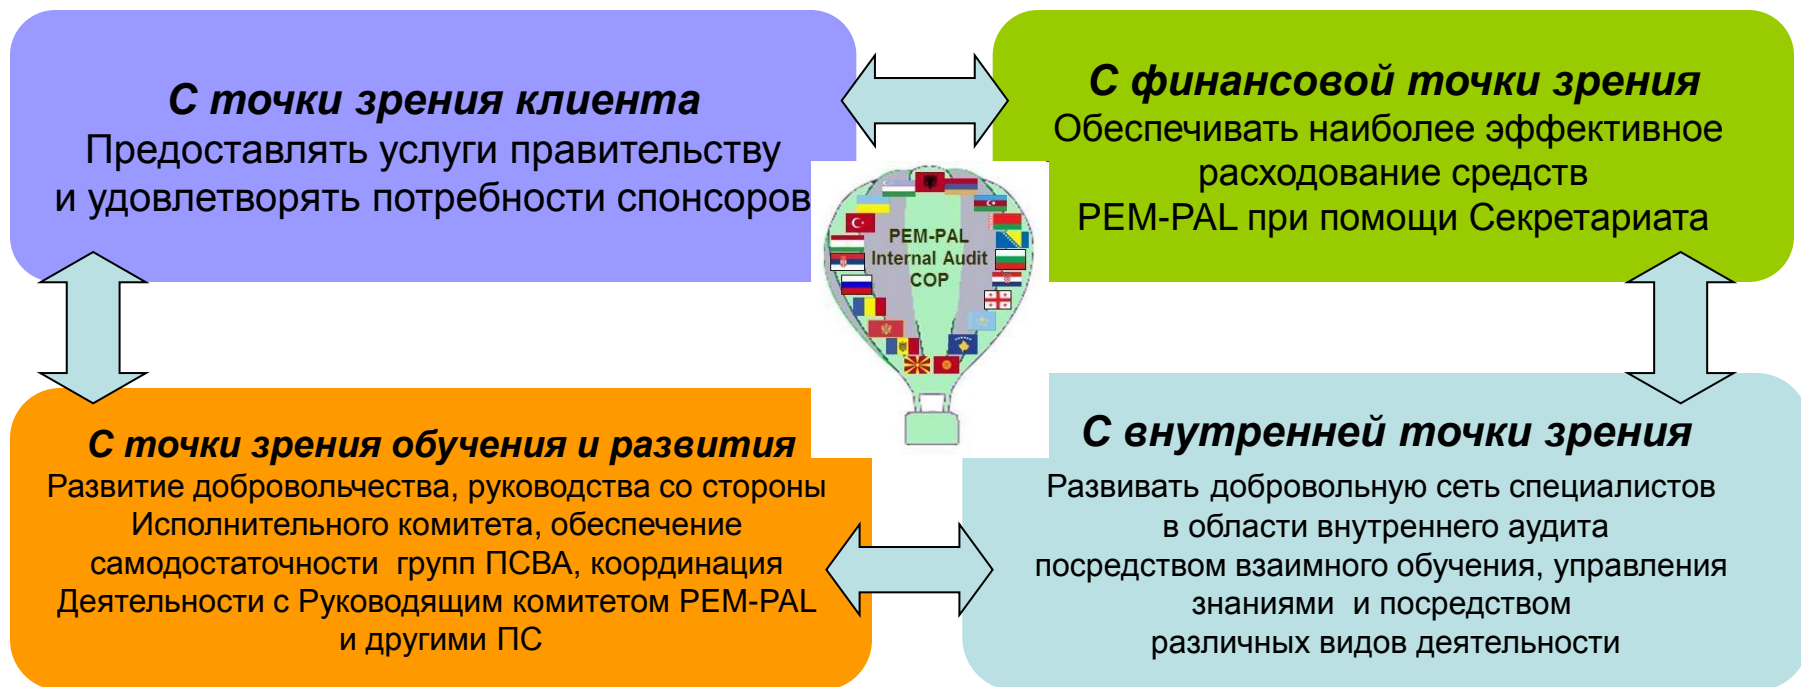 С точки зрения клиента
Предоставлять услуги правительству
и удовлетворять потребности спонсоров
С финансовой точки зрения
Обеспечивать наиболее эффективное
расходование средств
PEM-PAL при помощи Секретариата
PEM-PAL
Internal Audit
COP
С точки зрения обучения и развития
Развитие добровольчества, руководства со стороны
Исполнительного комитета, обеспечение
самодостаточности групп ПСВА, координация
Деятельности с Руководящим комитетом PEM-PAL
и другими ПС
С внутренней точки зрения
Развивать добровольную сеть специалистов
в области внутреннего аудита
посредством взаимного обучения, управления
знаниями и посредством
различных видов деятельности